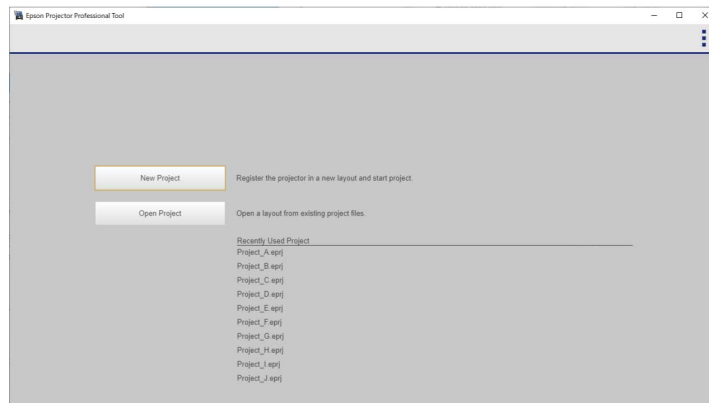 Epson Projector Professional Tool
New Project
Register the projector in a new layout and start project.
Open Project
Open a layout from existing project files.
Recently Used Project
Project_A.eprj
Project_B.eprj
Project_C.eprj
Project_D.eprj
Project_E.eprj
Project_F.eprj
Project_G.eprj
Project_H.eprj
Project_I.eprj
Project_J.eprj